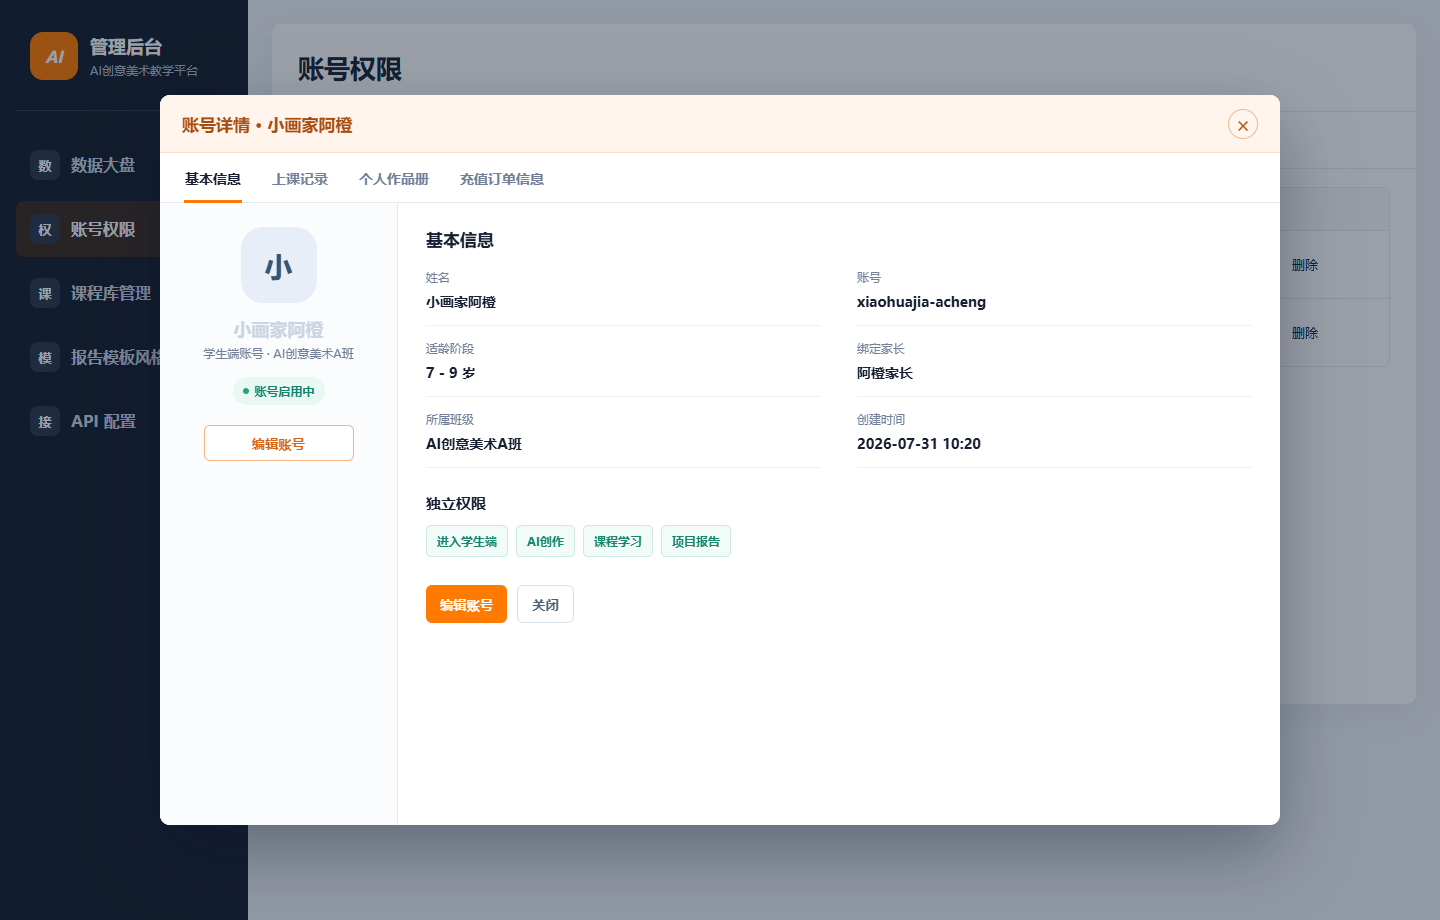 AI
管理后台
AI创意美术教学平台
数 数据大盘
权 账号权限
课 课程库管理
模 报告模板风格
接 API 配置
账号权限
删除
删除
账号详情 • 小画家阿橙
×
基本信息 上课记录 个人作品册 充值订单信息
小
小画家阿橙
学生端账号 · AI创意美术A班
账号启用中
编辑账号
基本信息
姓名
小画家阿橙
账号
xiaohuajia-acheng
适龄阶段
7 - 9 岁
绑定家长
阿橙家长
所属班级
AI创意美术A班
创建时间
2026-07-31 10:20
独立权限
进入学生端 AI创作 课程学习 项目报告
编辑账号 关闭